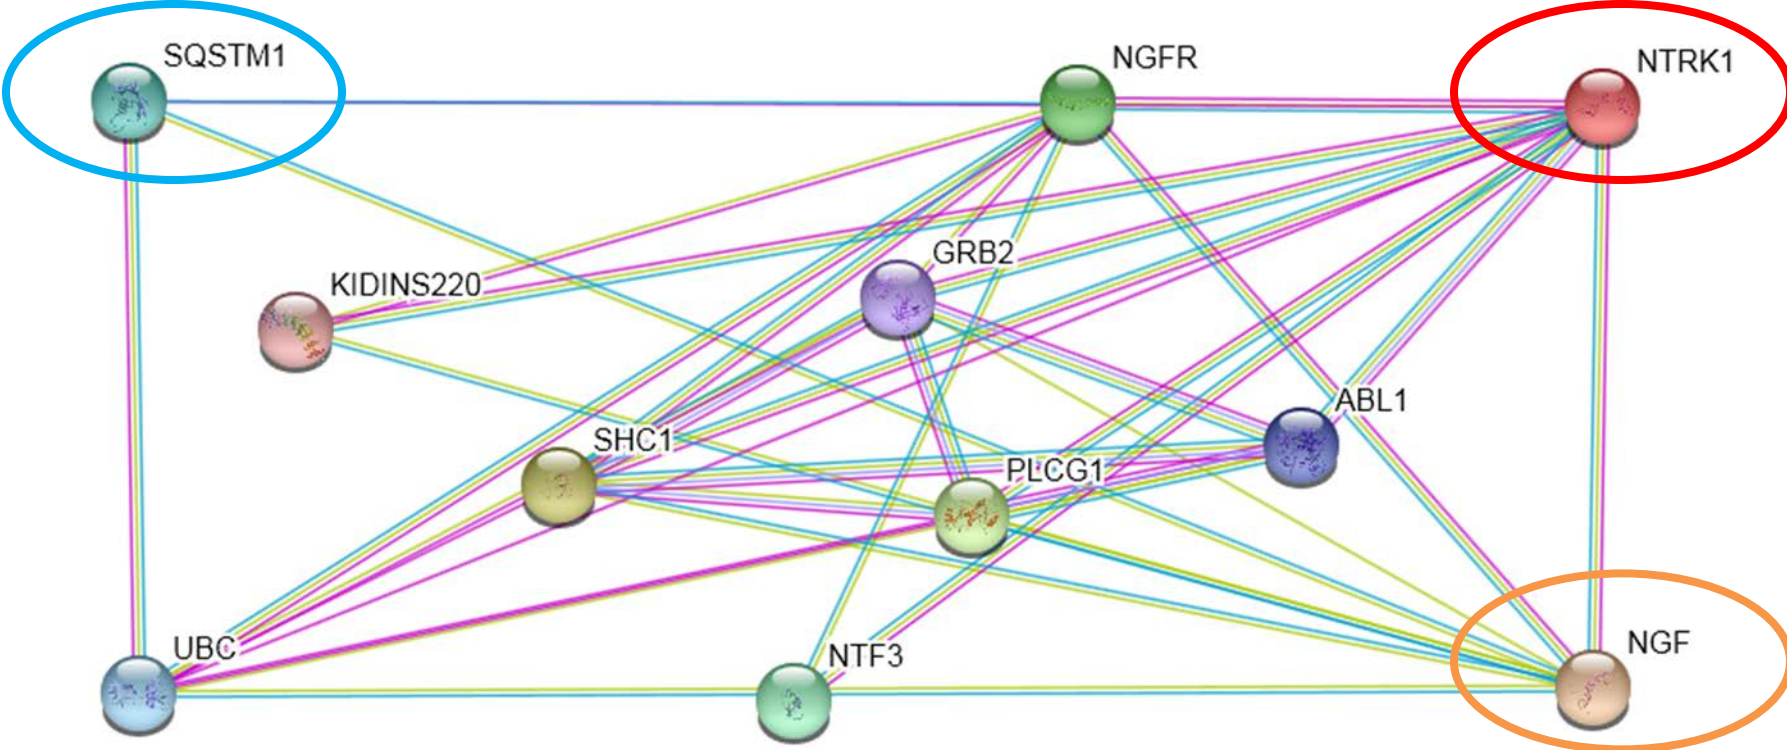 SQSTM1
NGFR
NTRK1
GRB2
KIDINS220
ABL1
SHC1
PLCG1
UBC
NTF3
NGF